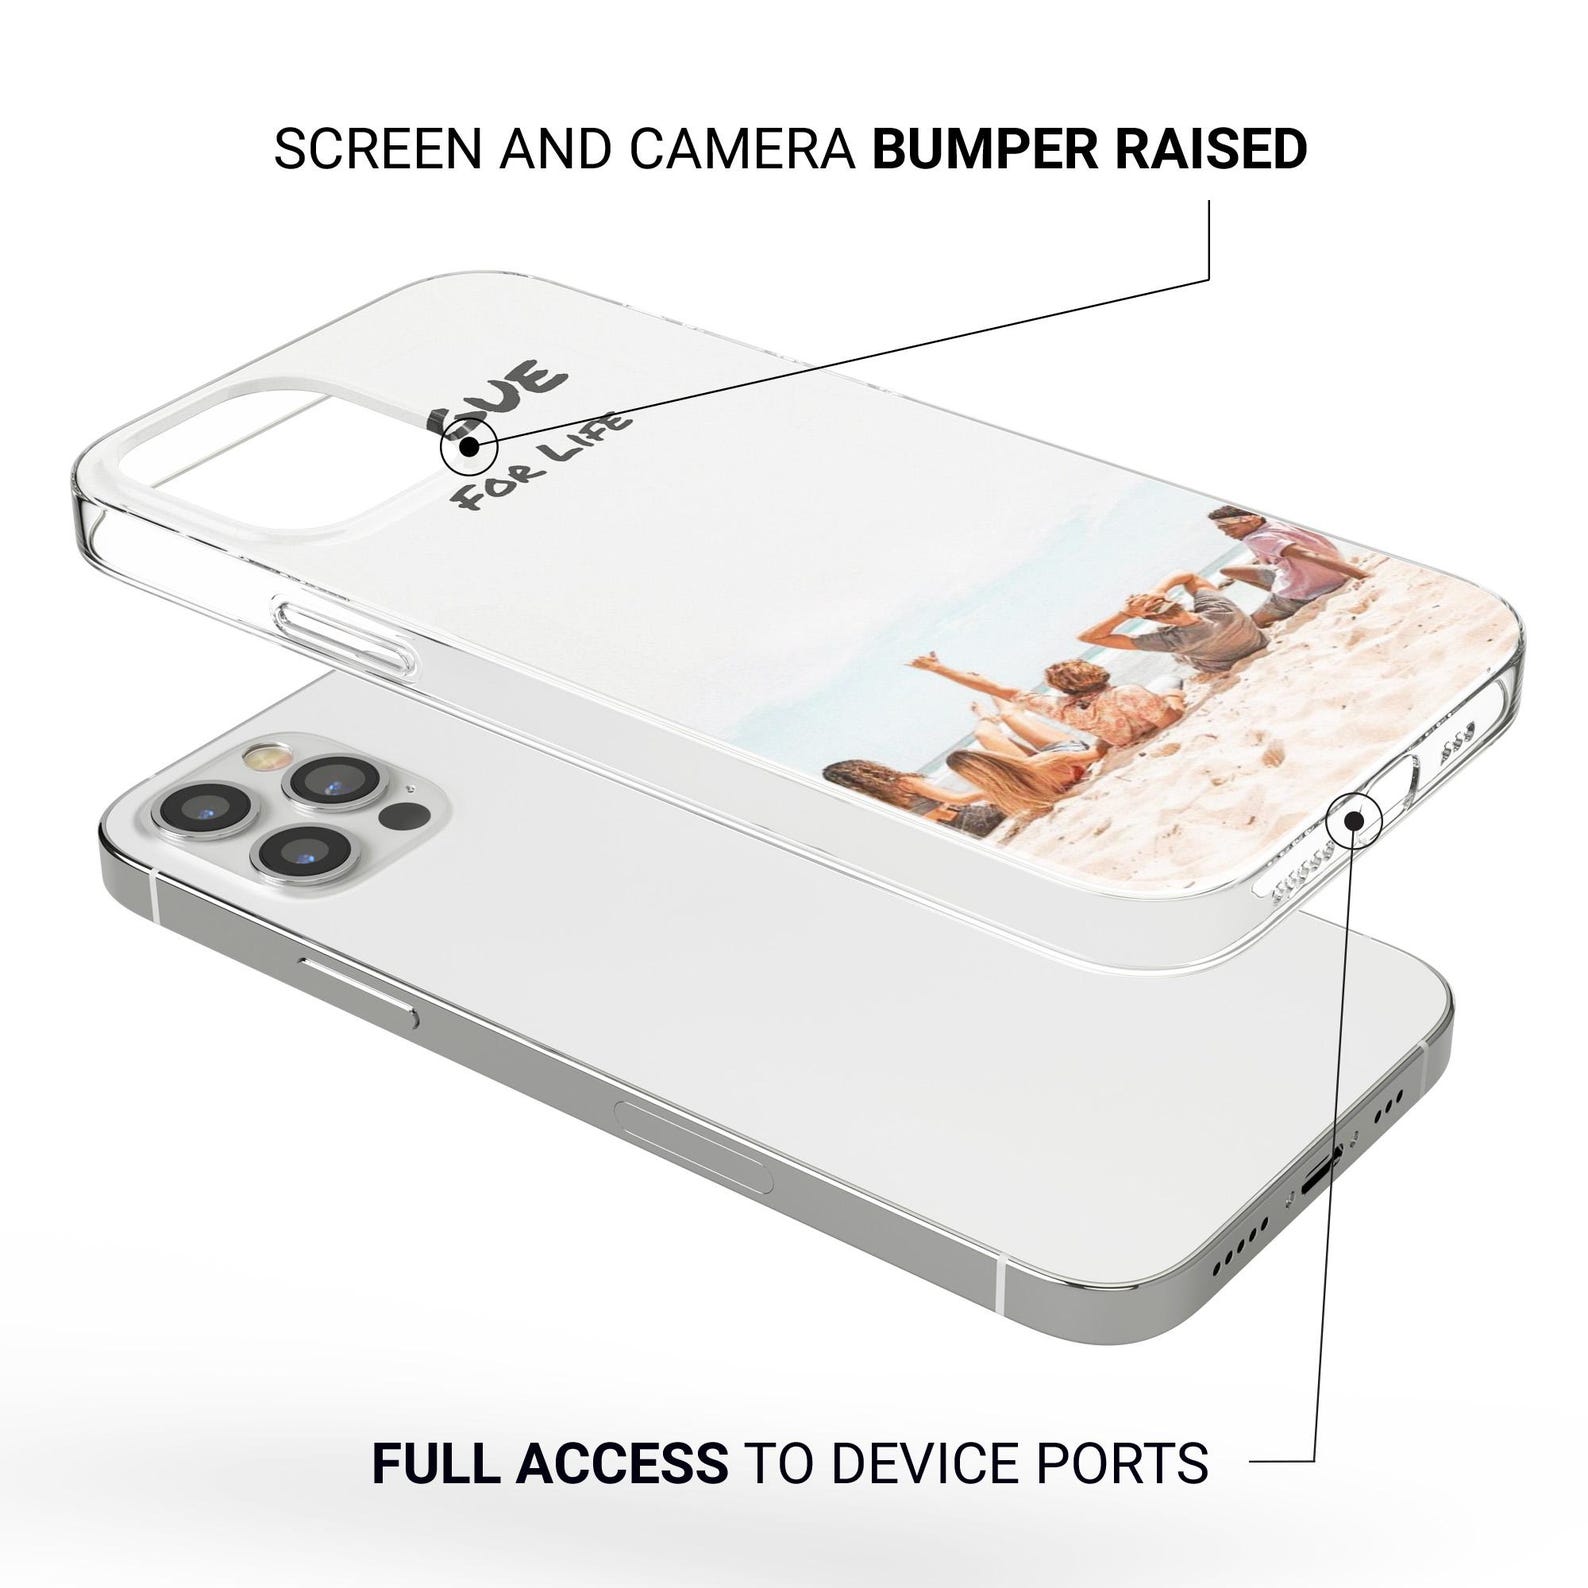 SCREEN AND CAMERA BUMPER RAISED
FOR LIFE
FULL ACCESS TO DEVICE PORTS